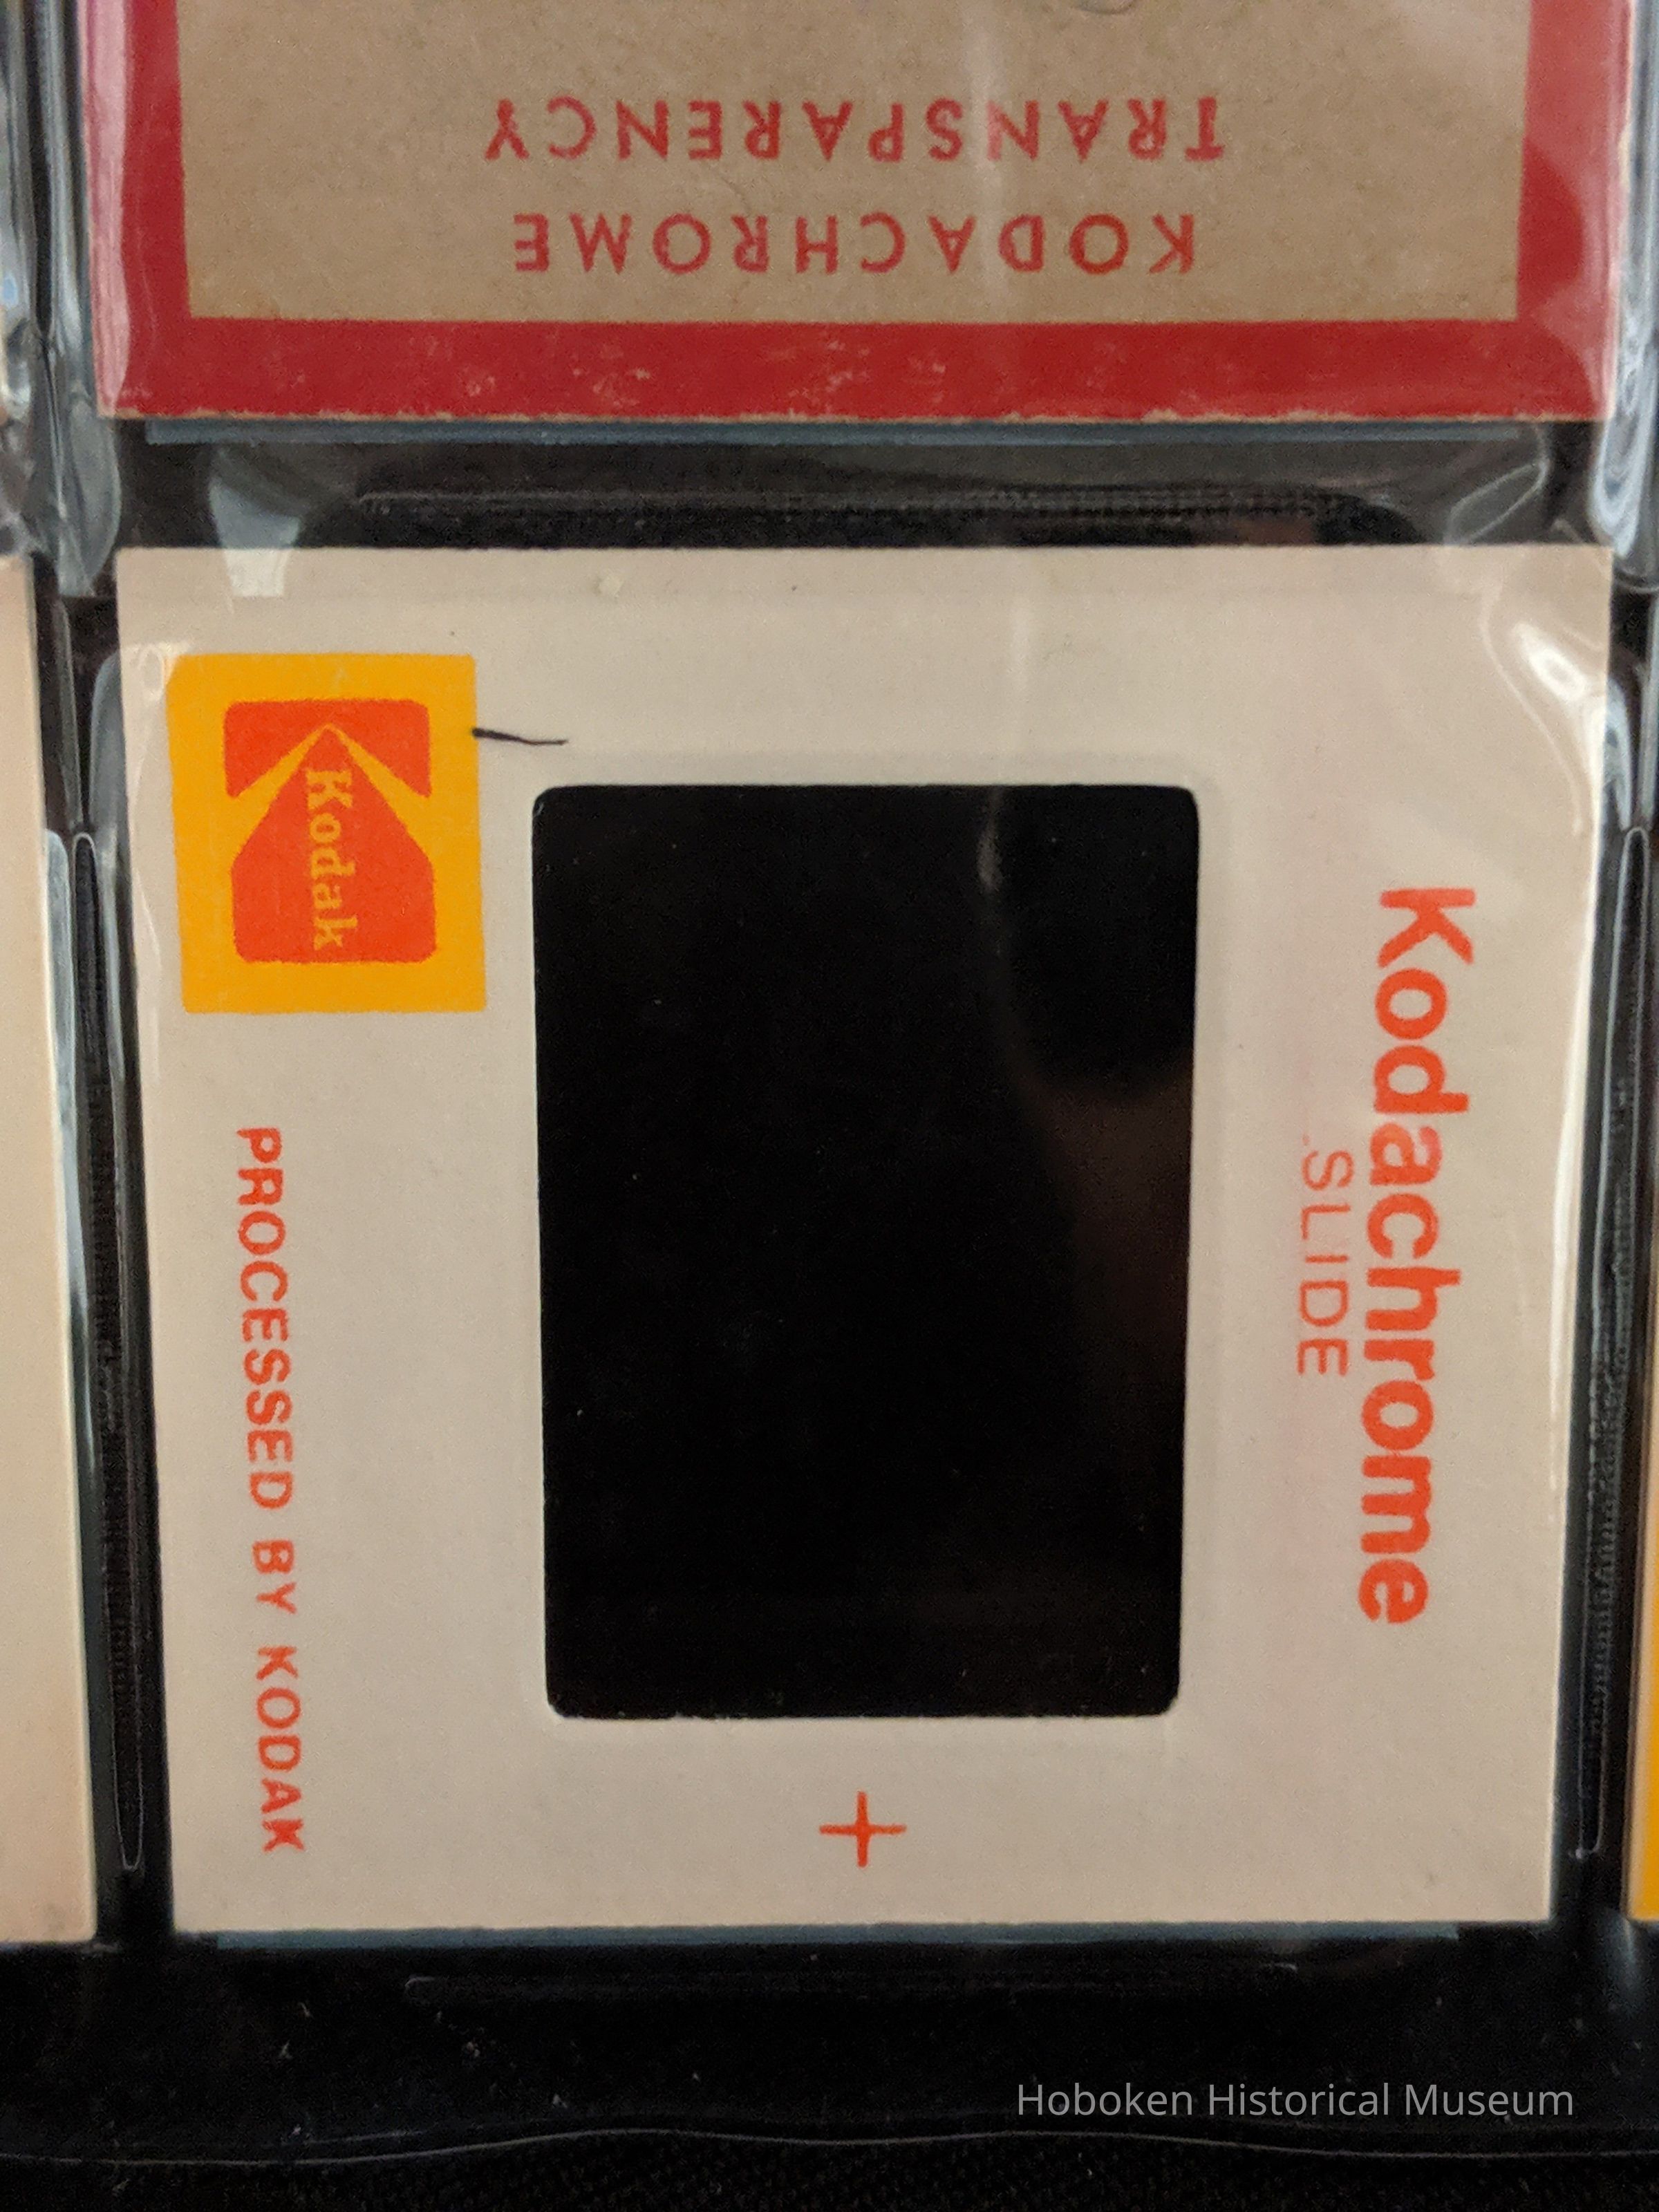 KODACHROME
TRANSPARENCY
Kodak
Kodachrome
SLIDE
PROCESSED BY KODAK
Hoboken Historical Museum